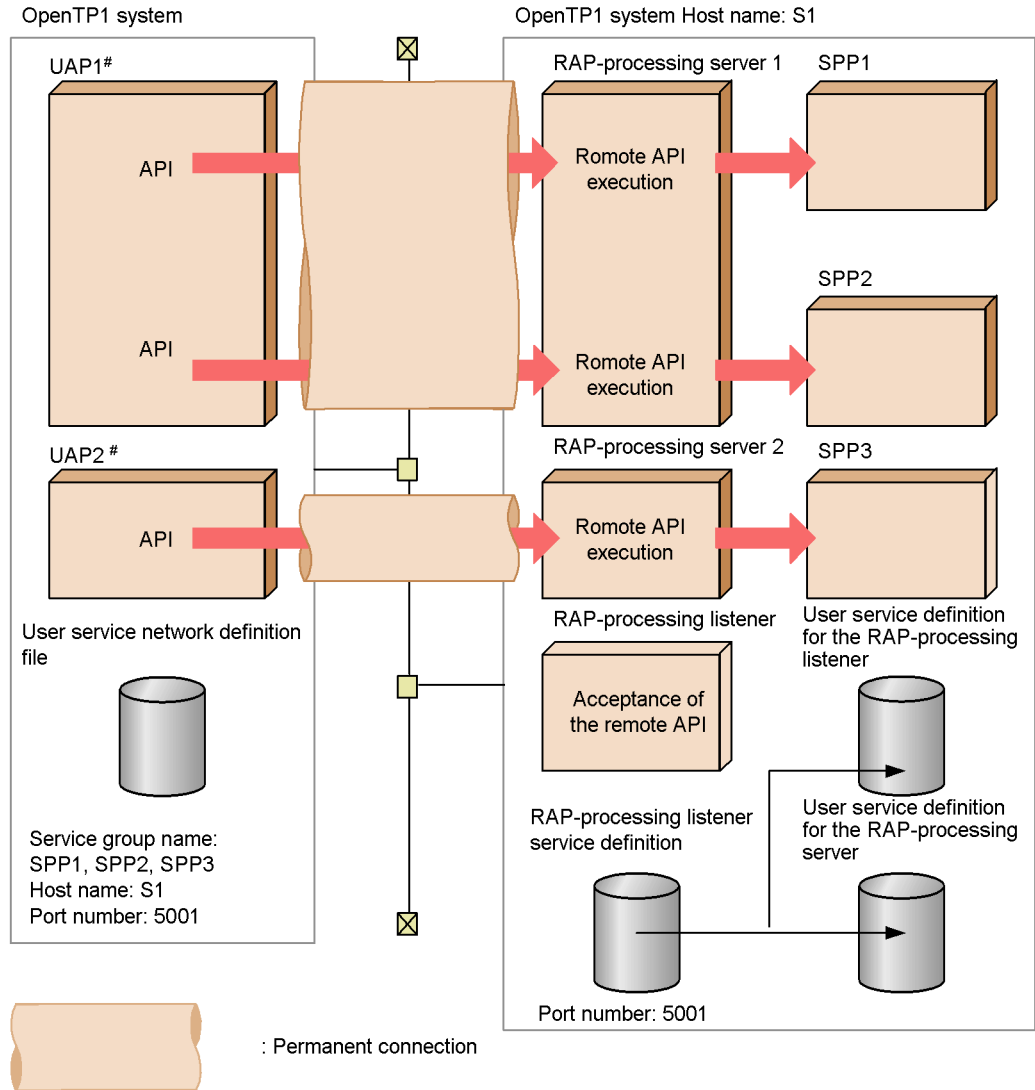 OpenTP1 system
OpenTP1 system Host name: S1
UAP1#
RAP-processing server 1
SPP1
API
Romote API
execution
SPP2
API
Romote API
execution
UAP2 #
RAP-processing server 2
SPP3
API
Romote API
execution
User service network definition
file
RAP-processing listener
User service definition
for the RAP-processing
listener
Acceptance of
the remote API
Service group name:
SPP1, SPP2, SPP3
Host name: S1
Port number: 5001
RAP-processing listener
service definition
User service definition
for the RAP-processing
server
Port number: 5001
: Permanent connection